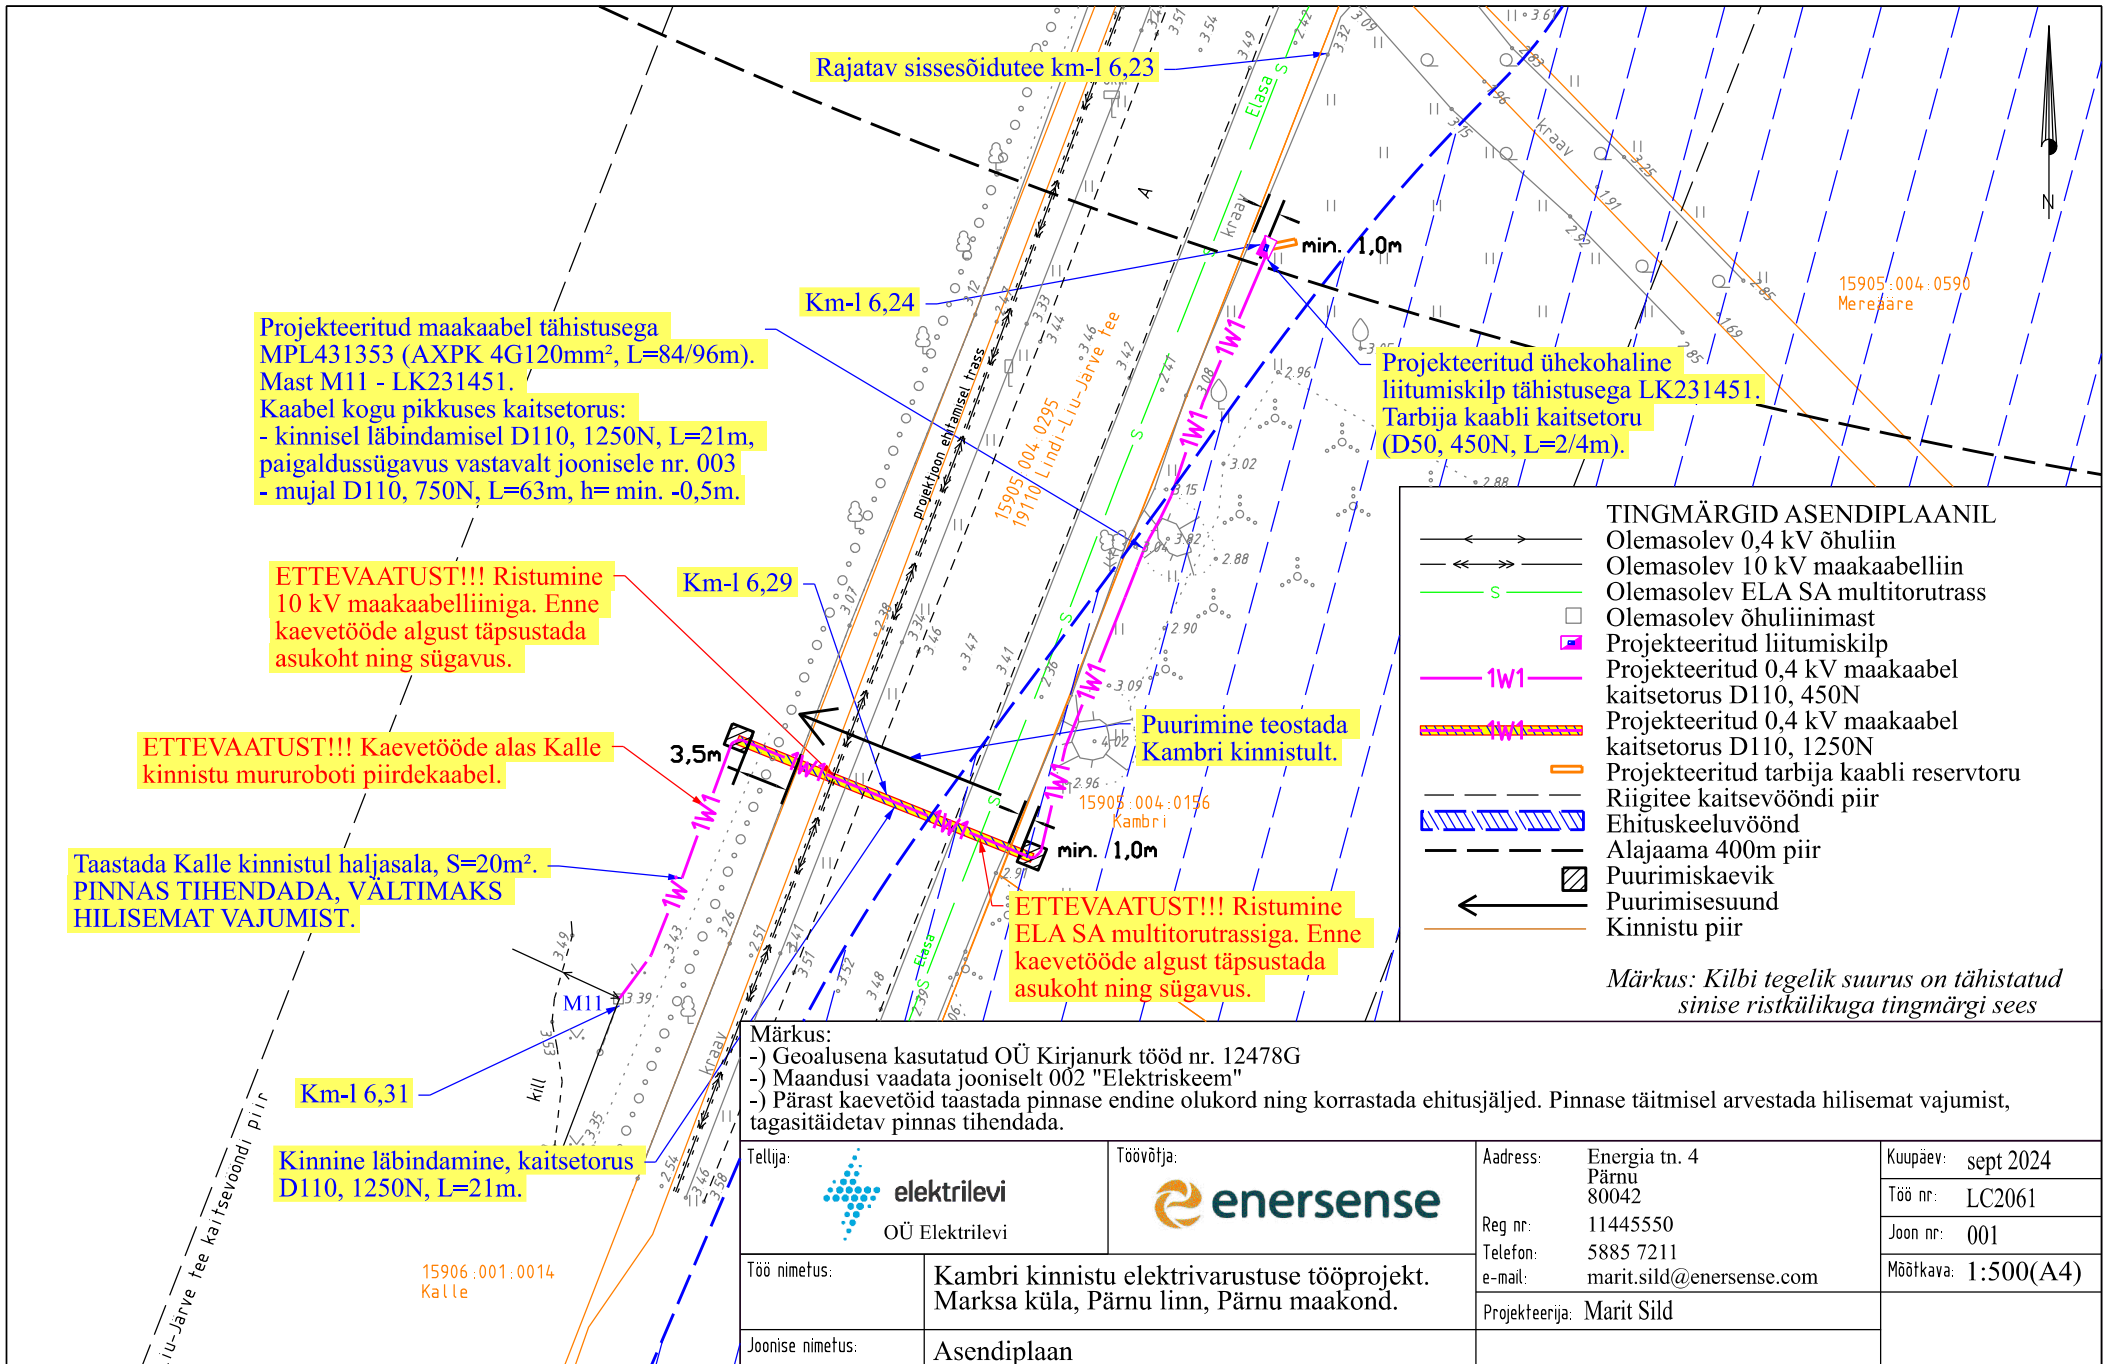 Rajatav sissesõidutee km-l 6,23
Km-l 6,24
min. 1,0m
15905:004:0590
Mereääre
Projekteeritud maakaabel tähistusega
MPL431353 (AXPK 4G120mm², L=84/96m).
Mast M11 - LK231451.
Kaabel kogu pikkuses kaitsetorus:
- kinnisel läbindamisel D110, 1250N, L=21m,
paigaldussügavus vastavalt joonisele nr. 003
- mujal D110, 750N, L=63m, h= min. -0,5m.
Projekteeritud ühekohaline
liitumiskilp tähistusega LK231451.
Tarbija kaabli kaitsetoru
(D50, 450N, L=2/4m).
projektioon ehitamisel trass
15905:004:0295
19110 Lindi-Liu-Järve tee
Elasa S
kraav
kraav
A
N
1W1
1W1
1W1
1W1
ETTEVAATUST!!! Ristumine
10 kV maakaabelliiniga. Enne
kaevetööde algust täpsustada
asukoht ning sügavus.
Km-l 6,29
ETTEVAATUST!!! Kaevetööde alas Kalle
kinnistu mururoboti piirdekaabel.
3,5m
Puurimine teostada
Kambri kinnistult.
15905:004:0156
Kambri
min. 1,0m
Taastada Kalle kinnistul haljasala, S=20m².
PINNAS TIHENDADA, VÄLTIMAKS
HILISEMAT VAJUMIST.
ETTEVAATUST!!! Ristumine
ELA SA multitorutrassiga. Enne
kaevetööde algust täpsustada
asukoht ning sügavus.
S Elasa
M11
kill
kraav
Km-l 6,31
Kinnine läbindamine, kaitsetorus
D110, 1250N, L=21m.
15906:001:0014
Kalle
iu-Järve tee kaitsevööndi piir
TINGMÄRGID ASENDIPLAANIL
Olemasolev 0,4 kV õhuliin
Olemasolev 10 kV maakaabelliin
S Olemasolev ELA SA multitorutrass
Olemasolev õhuliinimast
Projekteeritud liitumiskilp
1W1 Projekteeritud 0,4 kV maakaabel
kaitsetorus D110, 450N
1W1 Projekteeritud 0,4 kV maakaabel
kaitsetorus D110, 1250N
Projekteeritud tarbija kaabli reservtoru
Riigitee kaitsevööndi piir
Ehituskeeluvöönd
Alajaama 400m piir
Puurimiskaevik
Puurimisesuund
Kinnistu piir
Märkus: Kilbi tegelik suurus on tähistatud
sinise ristkülikuga tingmärgi sees
Märkus:
-) Geoalusena kasutatud OÜ Kirjanurk tööd nr. 12478G
-) Maandusi vaadata jooniselt 002 "Elektriskeem"
-) Pärast kaevetöid taastada pinnase endine olukord ning korrastada ehitusjäljed. Pinnase täitmisel arvestada hilisemat vajumist,
tagasitäidetav pinnas tihendada.
Tellija:
elektrilevi
OÜ Elektrilevi
Töövõtja:
enersense
Aadress: Energia tn. 4
Pärnu
80042
Reg nr: 11445550
Telefon: 5885 7211
e-mail: marit.sild@enersense.com
Projekteerija: Marit Sild
Kuupäev: sept 2024
Töö nr: LC2061
Joon nr: 001
Mõõtkava: 1:500(A4)
Töö nimetus: Kambri kinnistu elektrivarustuse tööprojekt.
Marksa küla, Pärnu linn, Pärnu maakond.
Joonise nimetus: Asendiplaan